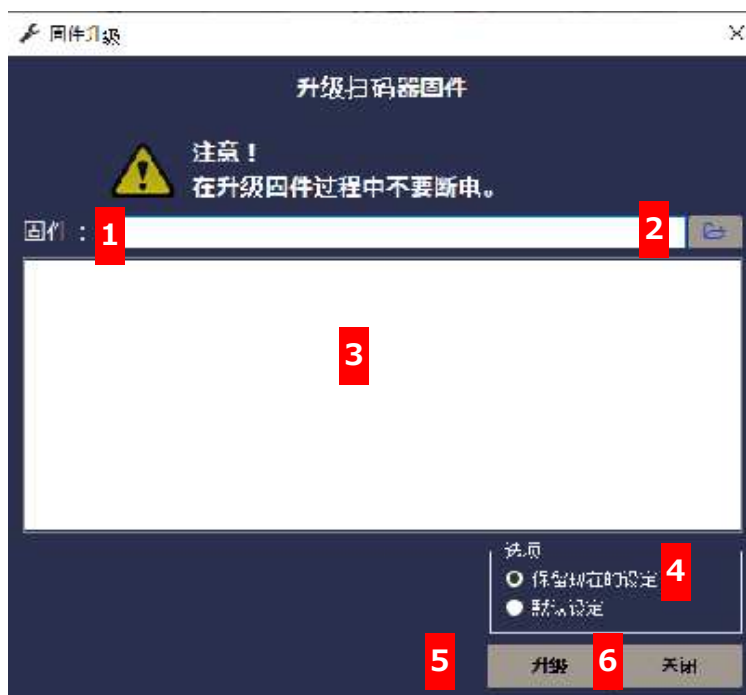 固件升级
升级扫码器固件
注意！
在升级固件过程中不要断电。
固件：
1
2
3
选项
保留现在的设定
4
默认设定
5
升级
6
关闭